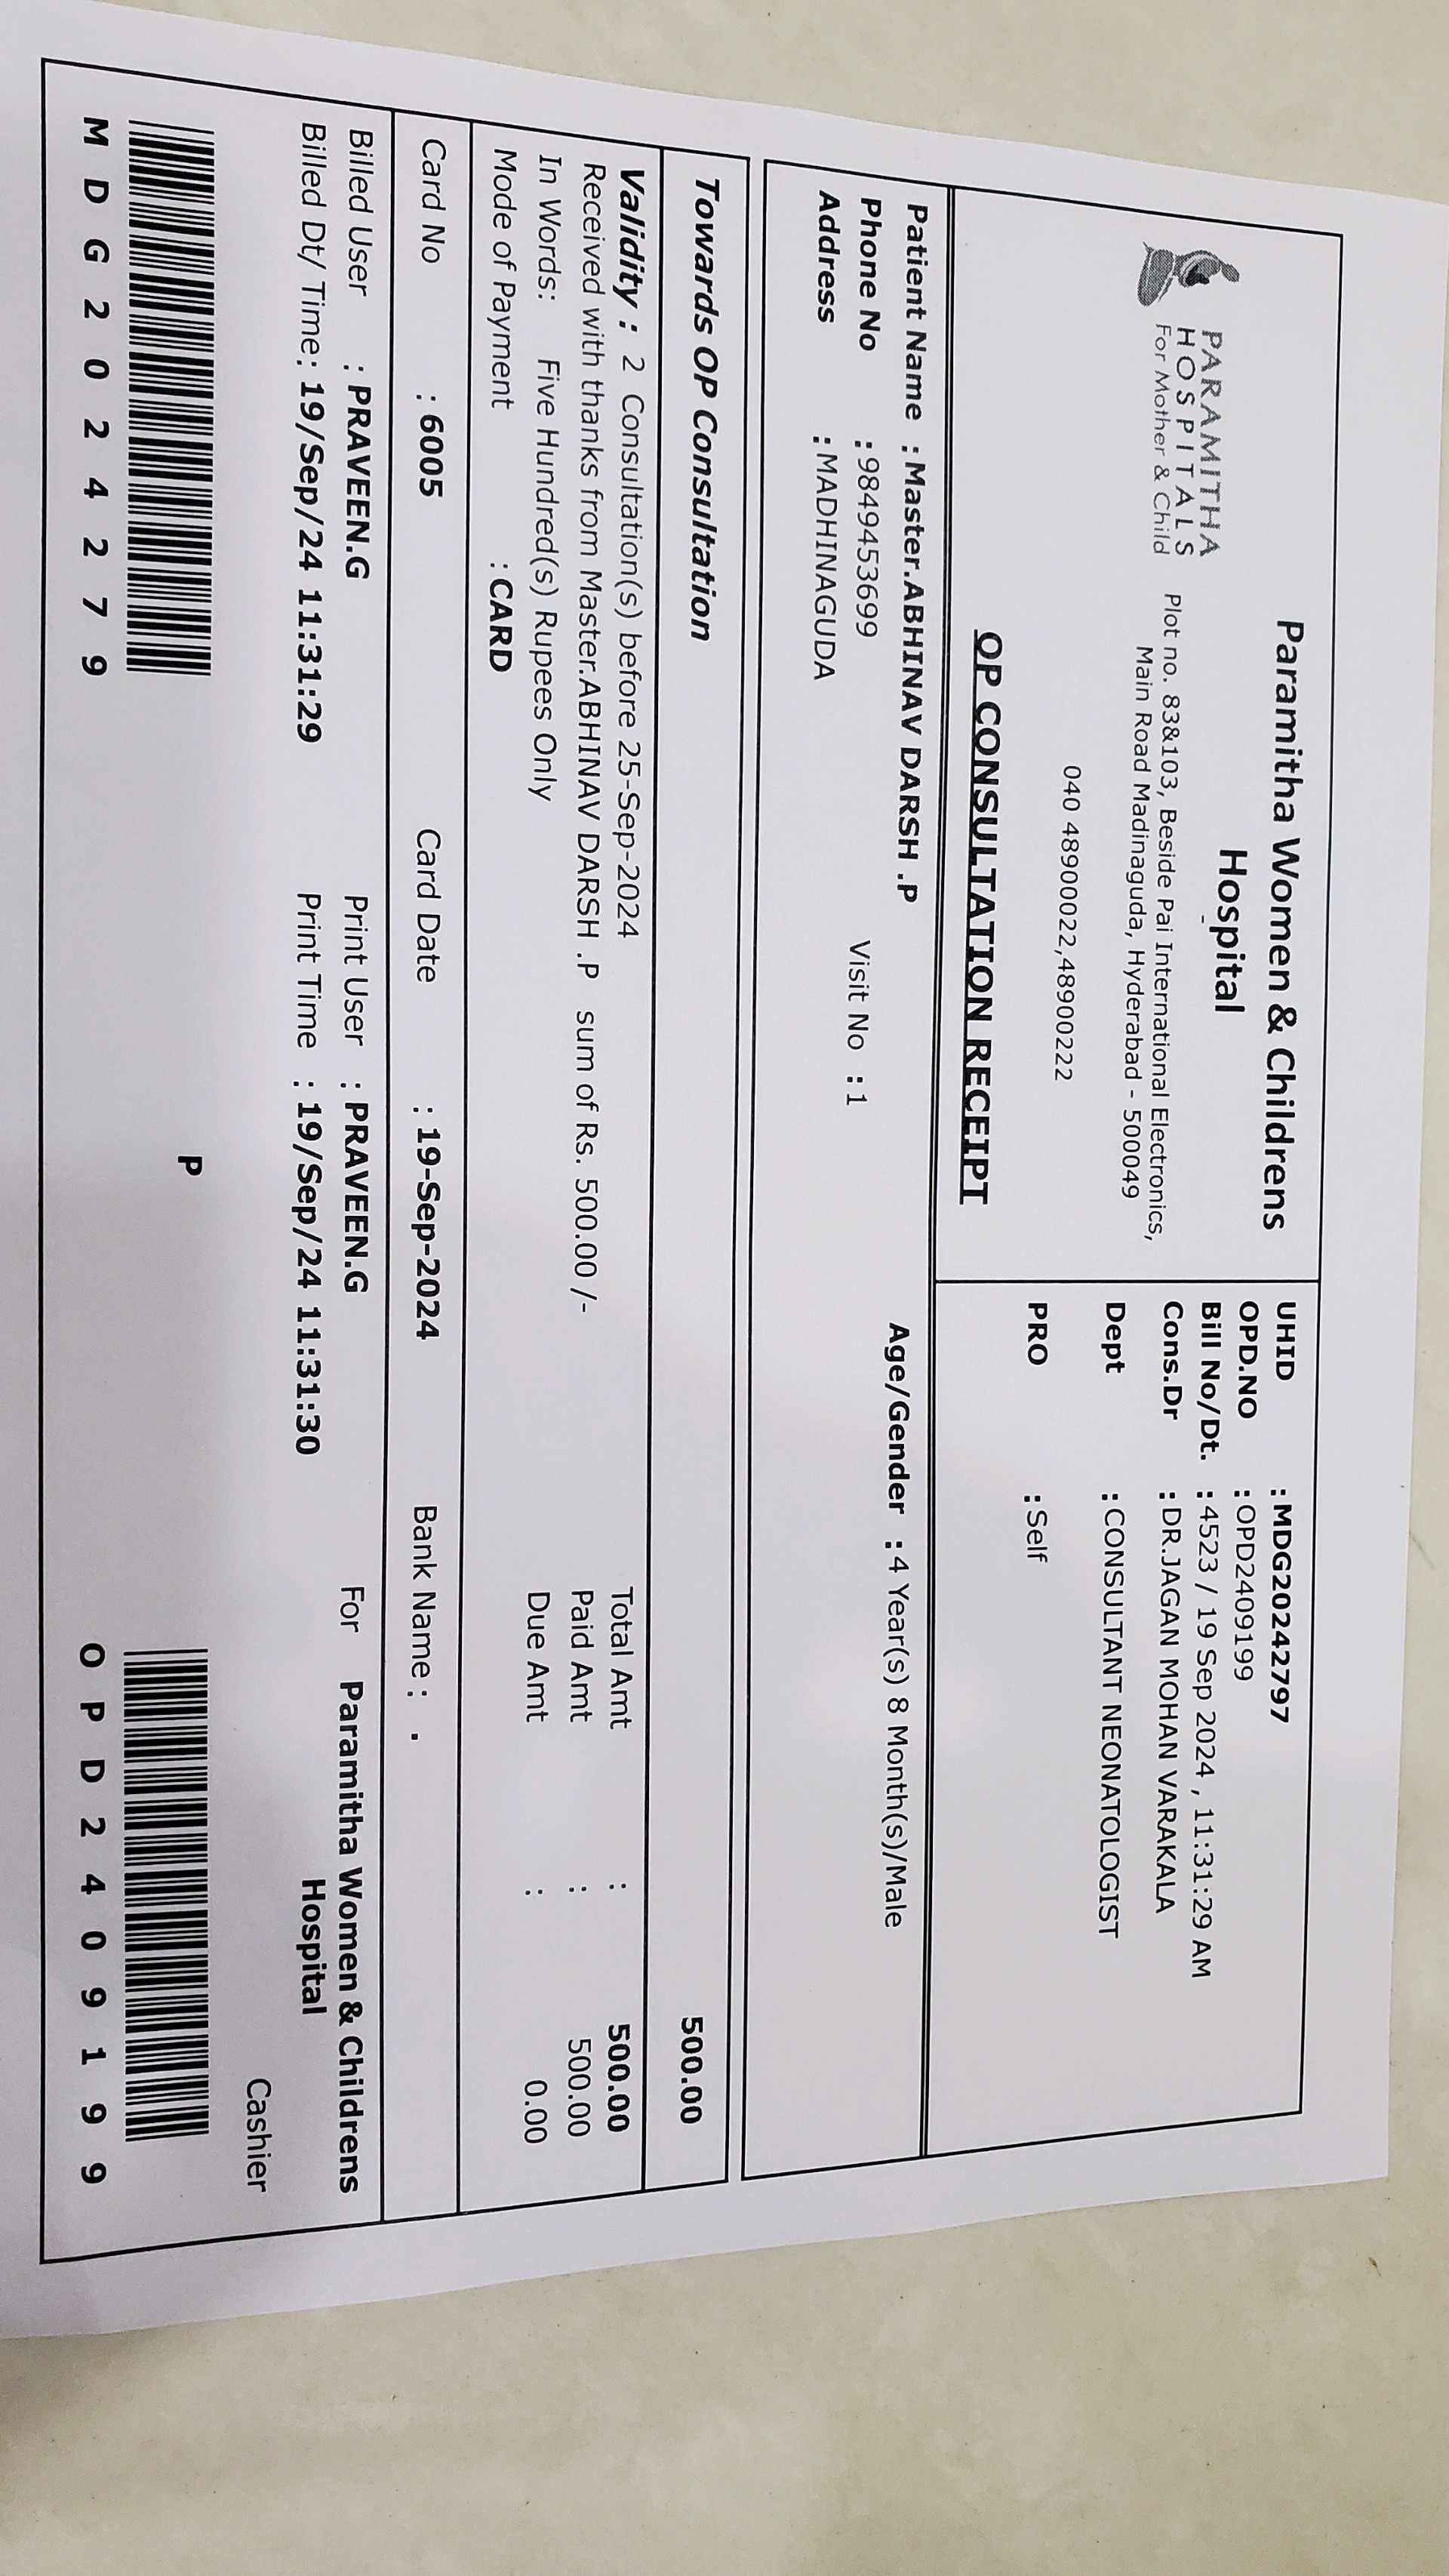 PARAMITHA
HOSPITALS
For Mother & Child
Paramitha Women & Childrens
Hospital
Plot no. 83&103, Beside Pai International Electronics,
Main Road Madinaguda, Hyderabad - 500049
040 48900022,48900222
OP CONSULTATION RECEIPT
UHID : MDG20242797
OPD.NO : OPD2409199
Bill No/Dt. : 4523 / 19 Sep 2024 , 11:31:29 AM
Cons.Dr : DR.JAGAN MOHAN VARAKALA
Dept : CONSULTANT NEONATOLOGIST
PRO : Self
Patient Name : Master.ABHINAV DARSH .P Age/Gender : 4 Year(s) 8 Month(s)/Male
Phone No : 9849453699 Visit No : 1
Address : MADHINAGUDA
Towards OP Consultation 500.00
Validity : 2 Consultation(s) before 25-Sep-2024 Total Amt : 500.00
Received with thanks from Master.ABHINAV DARSH .P sum of Rs. 500.00 /- Paid Amt : 500.00
In Words: Five Hundred(s) Rupees Only Due Amt : 0.00
Mode of Payment : CARD
Card No : 6005 Card Date : 19-Sep-2024 Bank Name : .
Billed User : PRAVEEN.G Print User : PRAVEEN.G For Paramitha Women & Childrens
Billed Dt/ Time : 19/Sep/24 11:31:29 Print Time : 19/Sep/24 11:31:30 Hospital
Cashier
P
MDG2024279 OPD2409199